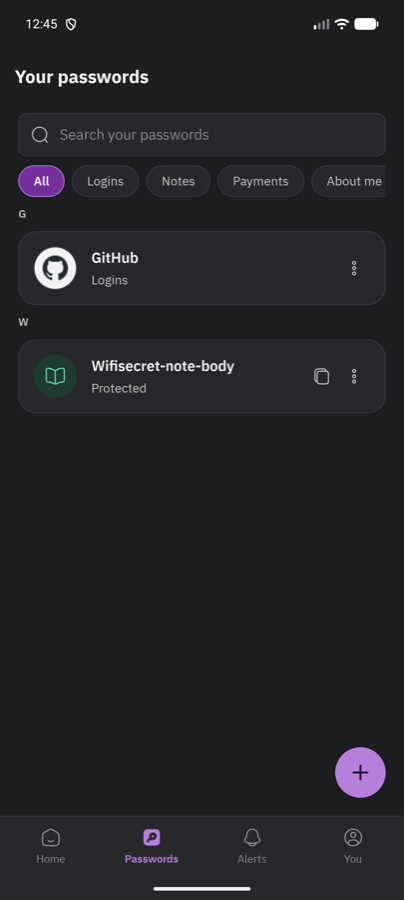 12:45
Your passwords
Search your passwords
All Logins Notes Payments About me
G
GitHub
Logins
W
Wifisecret-note-body
Protected
Home Passwords Alerts You